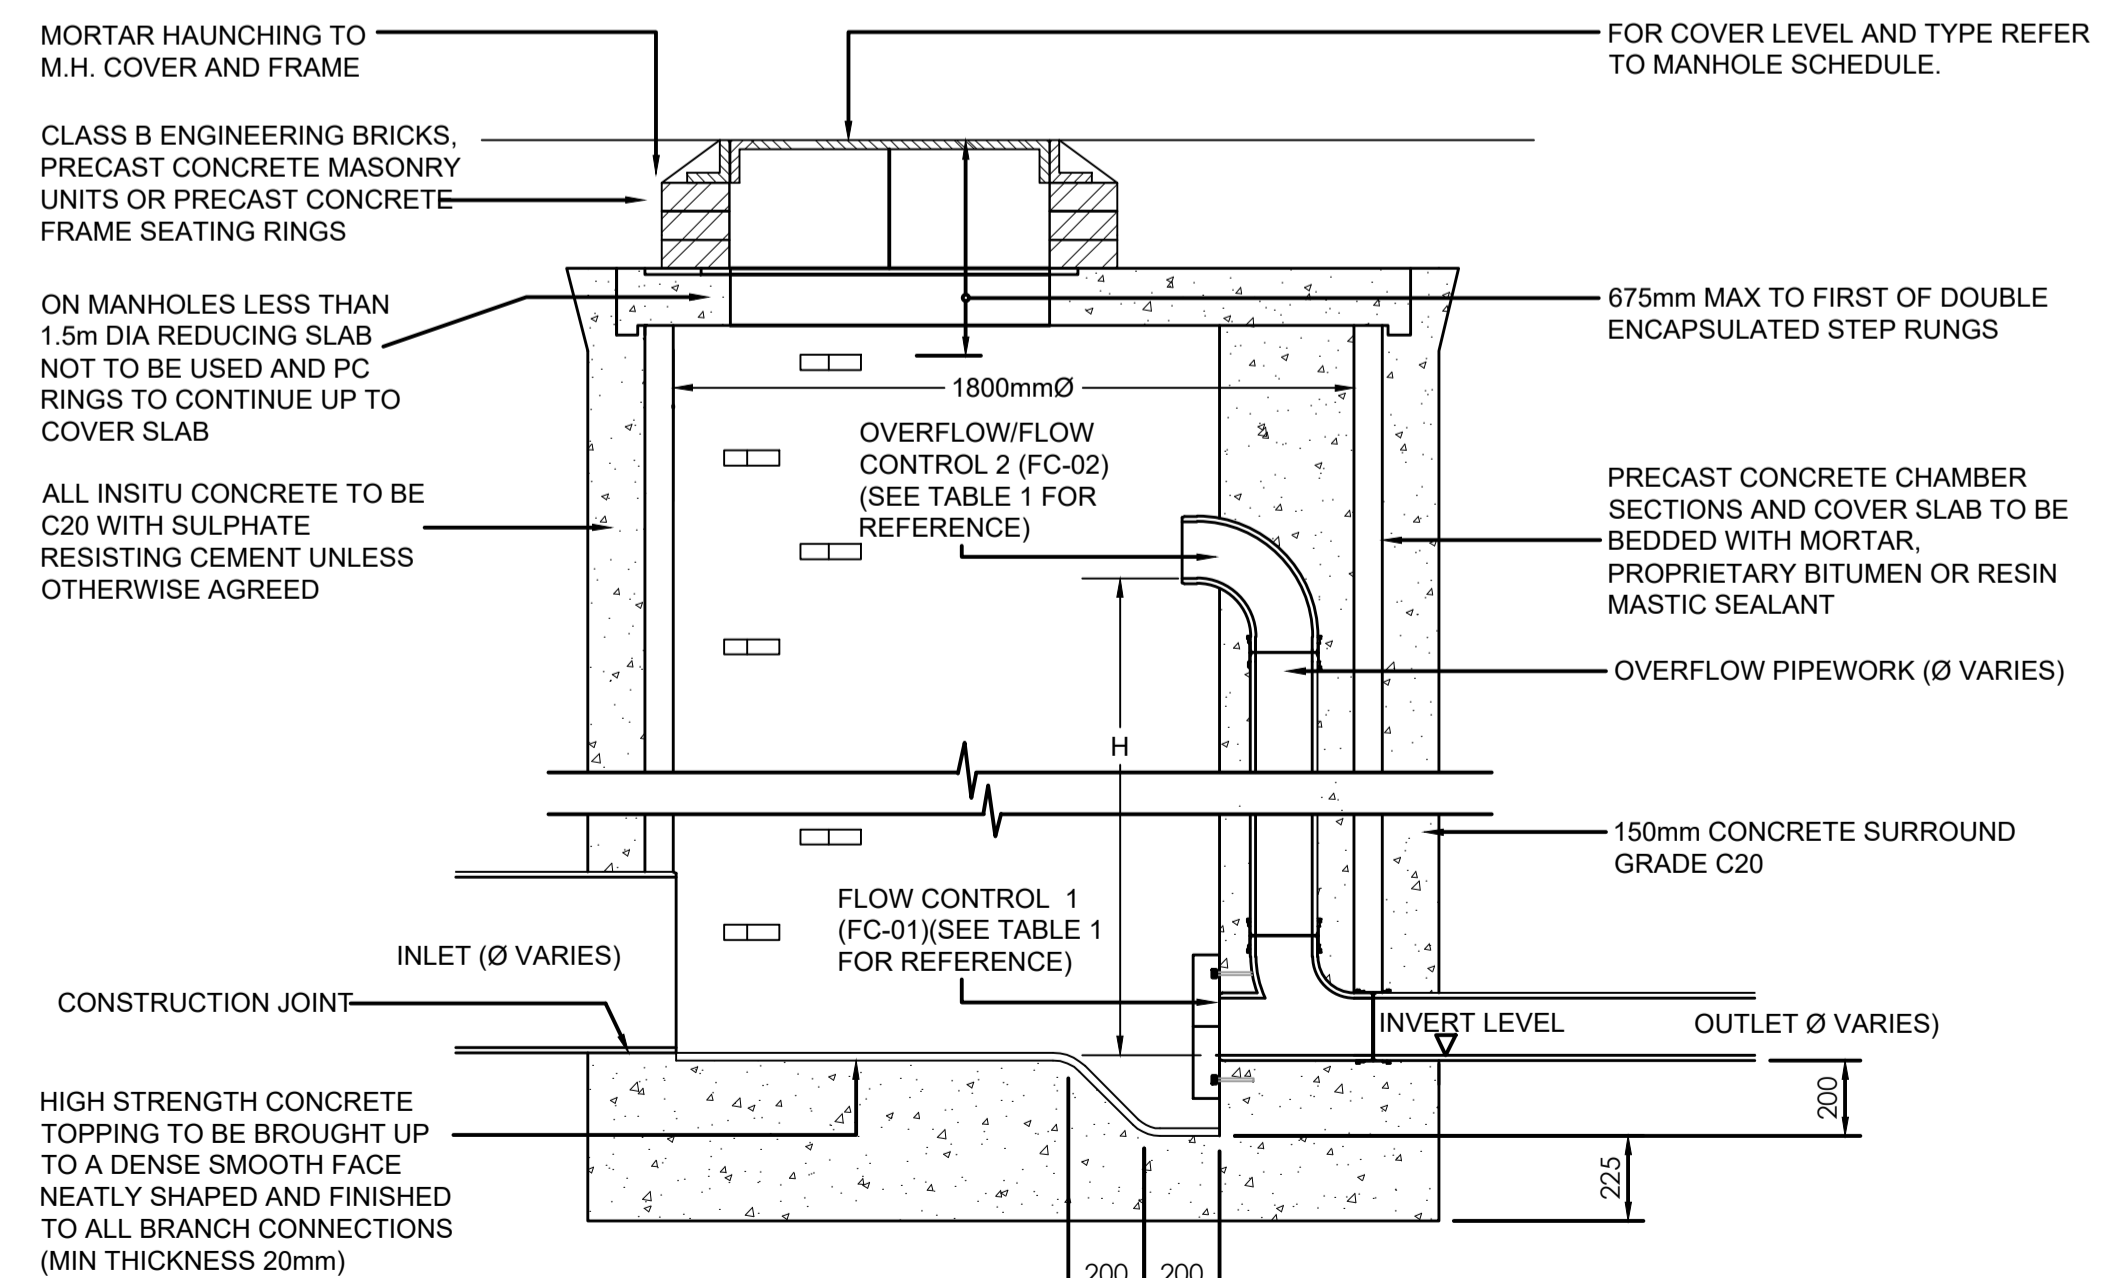 MORTAR HAUNCHING TO
M.H. COVER AND FRAME
CLASS B ENGINEERING BRICKS,
PRECAST CONCRETE MASONRY
UNITS OR PRECAST CONCRETE
FRAME SEATING RINGS
ON MANHOLES LESS THAN
1.5m DIA REDUCING SLAB
NOT TO BE USED AND PC
RINGS TO CONTINUE UP TO
COVER SLAB
ALL INSITU CONCRETE TO BE
C20 WITH SULPHATE
RESISTING CEMENT UNLESS
OTHERWISE AGREED
INLET (Ø VARIES)
CONSTRUCTION JOINT
HIGH STRENGTH CONCRETE
TOPPING TO BE BROUGHT UP
TO A DENSE SMOOTH FACE
NEATLY SHAPED AND FINISHED
TO ALL BRANCH CONNECTIONS
(MIN THICKNESS 20mm)
1800mmØ
OVERFLOW/FLOW
CONTROL 2 (FC-02)
(SEE TABLE 1 FOR
REFERENCE)
H
FLOW CONTROL 1
(FC-01)(SEE TABLE 1
FOR REFERENCE)
200 200
FOR COVER LEVEL AND TYPE REFER
TO MANHOLE SCHEDULE.
675mm MAX TO FIRST OF DOUBLE
ENCAPSULATED STEP RUNGS
PRECAST CONCRETE CHAMBER
SECTIONS AND COVER SLAB TO BE
BEDDED WITH MORTAR,
PROPRIETARY BITUMEN OR RESIN
MASTIC SEALANT
OVERFLOW PIPEWORK (Ø VARIES)
150mm CONCRETE SURROUND
GRADE C20
INVERT LEVEL
OUTLET Ø VARIES)
200
225